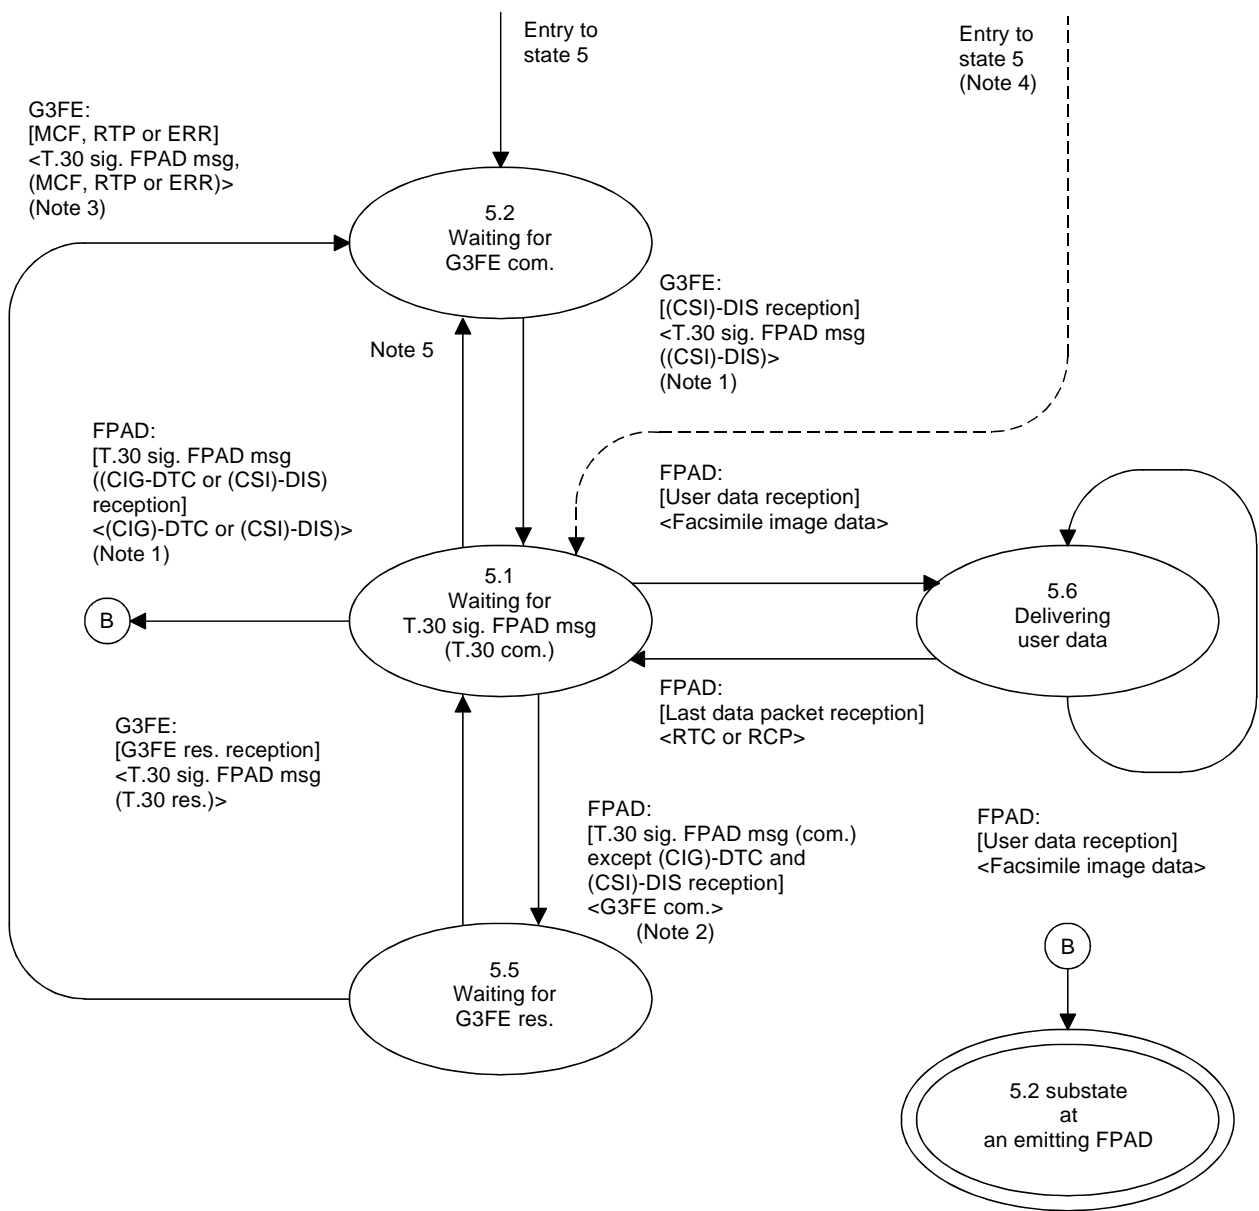 Entry to
state 5
Entry to
state 5
(Note 4)
G3FE:
[MCF, RTP or ERR]
<T.30 sig. FPAD msg,
(MCF, RTP or ERR)>
(Note 3)
5.2
Waiting for
G3FE com.
G3FE:
[(CSI)-DIS reception]
<T.30 sig. FPAD msg
((CSI)-DIS)>
(Note 1)
Note 5
FPAD:
[T.30 sig. FPAD msg
((CIG-DTC or (CSI)-DIS)
reception]
<(CIG)-DTC or (CSI)-DIS)>
(Note 1)
FPAD:
[User data reception]
<Facsimile image data>
B
5.1
Waiting for
T.30 sig. FPAD msg
(T.30 com.)
5.6
Delivering
user data
FPAD:
[Last data packet reception]
<RTC or RCP>
G3FE:
[G3FE res. reception]
<T.30 sig. FPAD msg
(T.30 res.)>
FPAD:
[T.30 sig. FPAD msg (com.)
except (CIG)-DTC and
(CSI)-DIS reception]
<G3FE com.>
(Note 2)
FPAD:
[User data reception]
<Facsimile image data>
5.5
Waiting for
G3FE res.
B
5.2 substate
at
an emitting FPAD